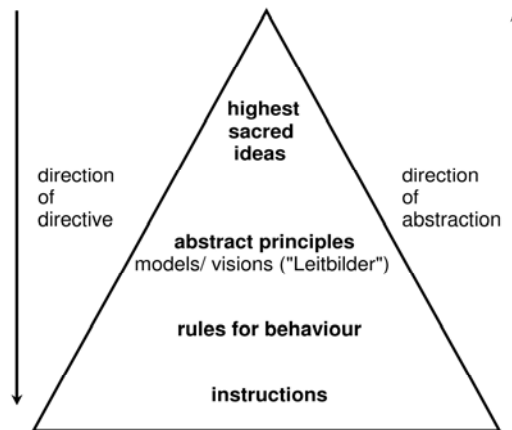 highest
sacred
ideas
direction
of
directive
direction
of
abstraction
abstract principles
models/ visions ("Leitbilder")
rules for behaviour
instructions